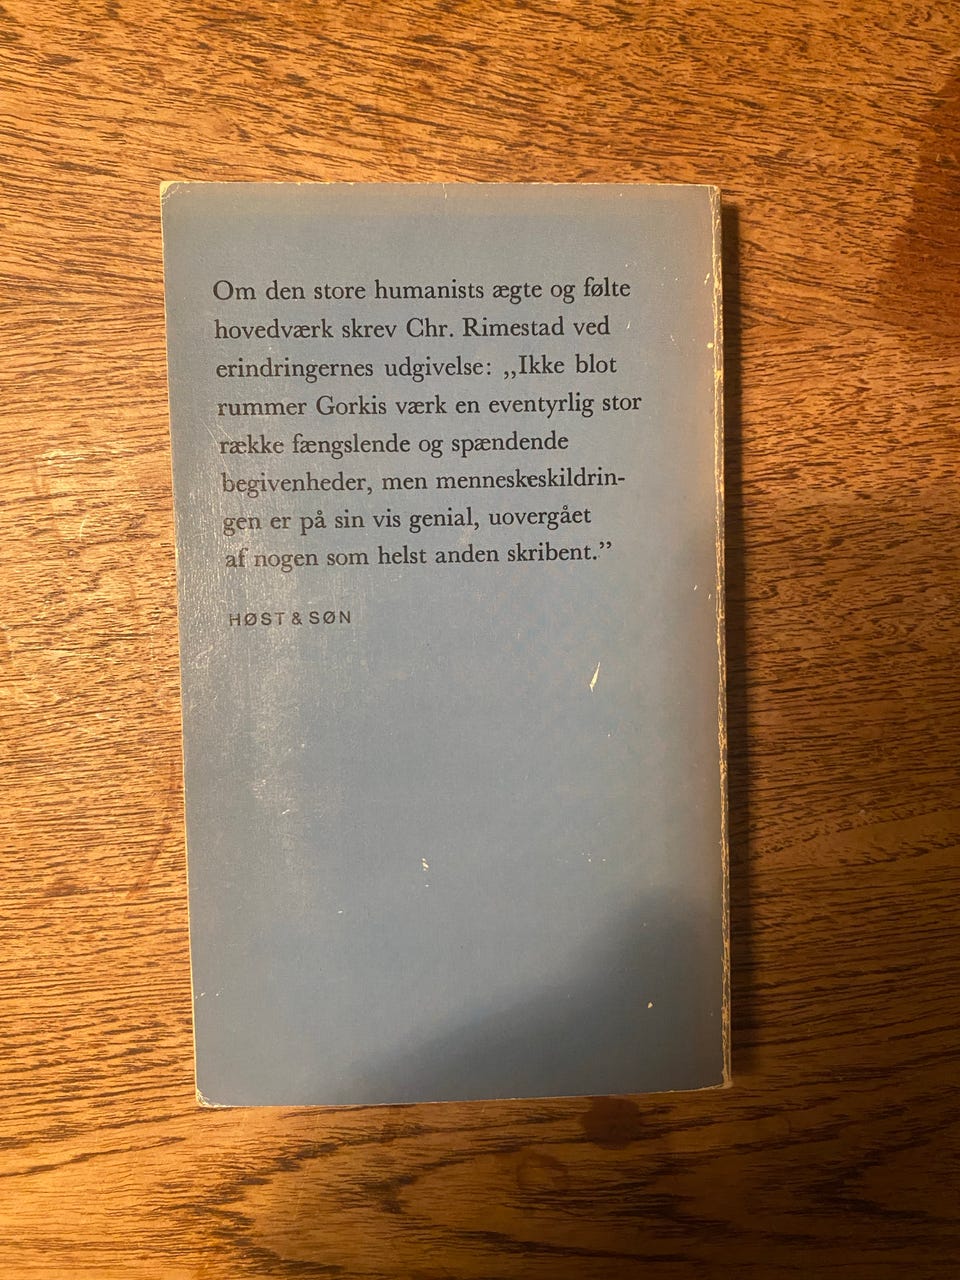 Om den store humanists ægte og følte
hovedværk skrev Chr. Rimestad ved
erindringernes udgivelse: „Ikke blot
rummer Gorkis værk en eventyrlig stor
række fængslende og spændende
begivenheder, men menneskeskildrin-
gen er på sin vis genial, uovergået
af nogen som helst anden skribent.”
HØST & SØN